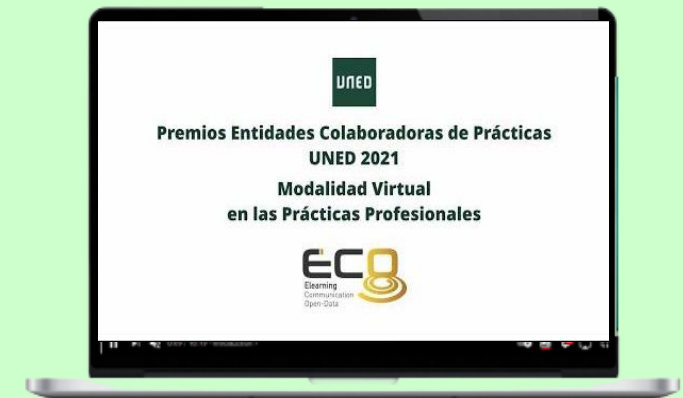 UNED
Premios Entidades Colaboradoras de Prácticas
UNED 2021
Modalidad Virtual
en las Prácticas Profesionales
ECO
Elearning
Communication
Open-Data